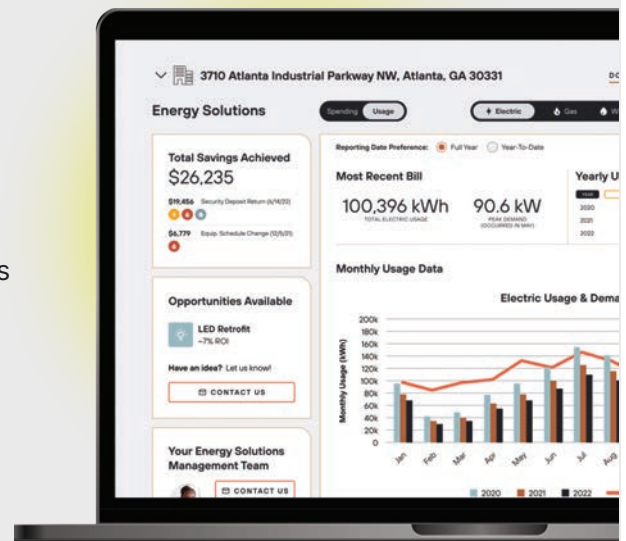 3710 Atlanta Industrial Parkway NW, Atlanta, GA 30331
Energy Solutions
Spending Usage
Electric Gas
Total Savings Achieved
$26,235
$19,456 Security Deposit Return (6/14/22)
$6,779 Equip. Schedule Change (12/5/21)
Opportunities Available
LED Retrofit
~7% ROI
Have an idea? Let us know!
CONTACT US
Your Energy Solutions
Management Team
CONTACT US
Reporting Date Preference: Full Year Year-To-Date
Most Recent Bill
100,396 kWh
TOTAL ELECTRIC USAGE
90.6 kW
PEAK DEMAND
(OCCURRED IN MAY)
Yearly U
YEAR
2020
2021
2022
Monthly Usage Data
Electric Usage & Dema
Monthly Usage (kWh)
200k
180k
160k
140k
120k
100k
80k
60k
40k
20k
0
Jan Feb Mar Apr May Jun Jul Aug
2020 2021 2022
s